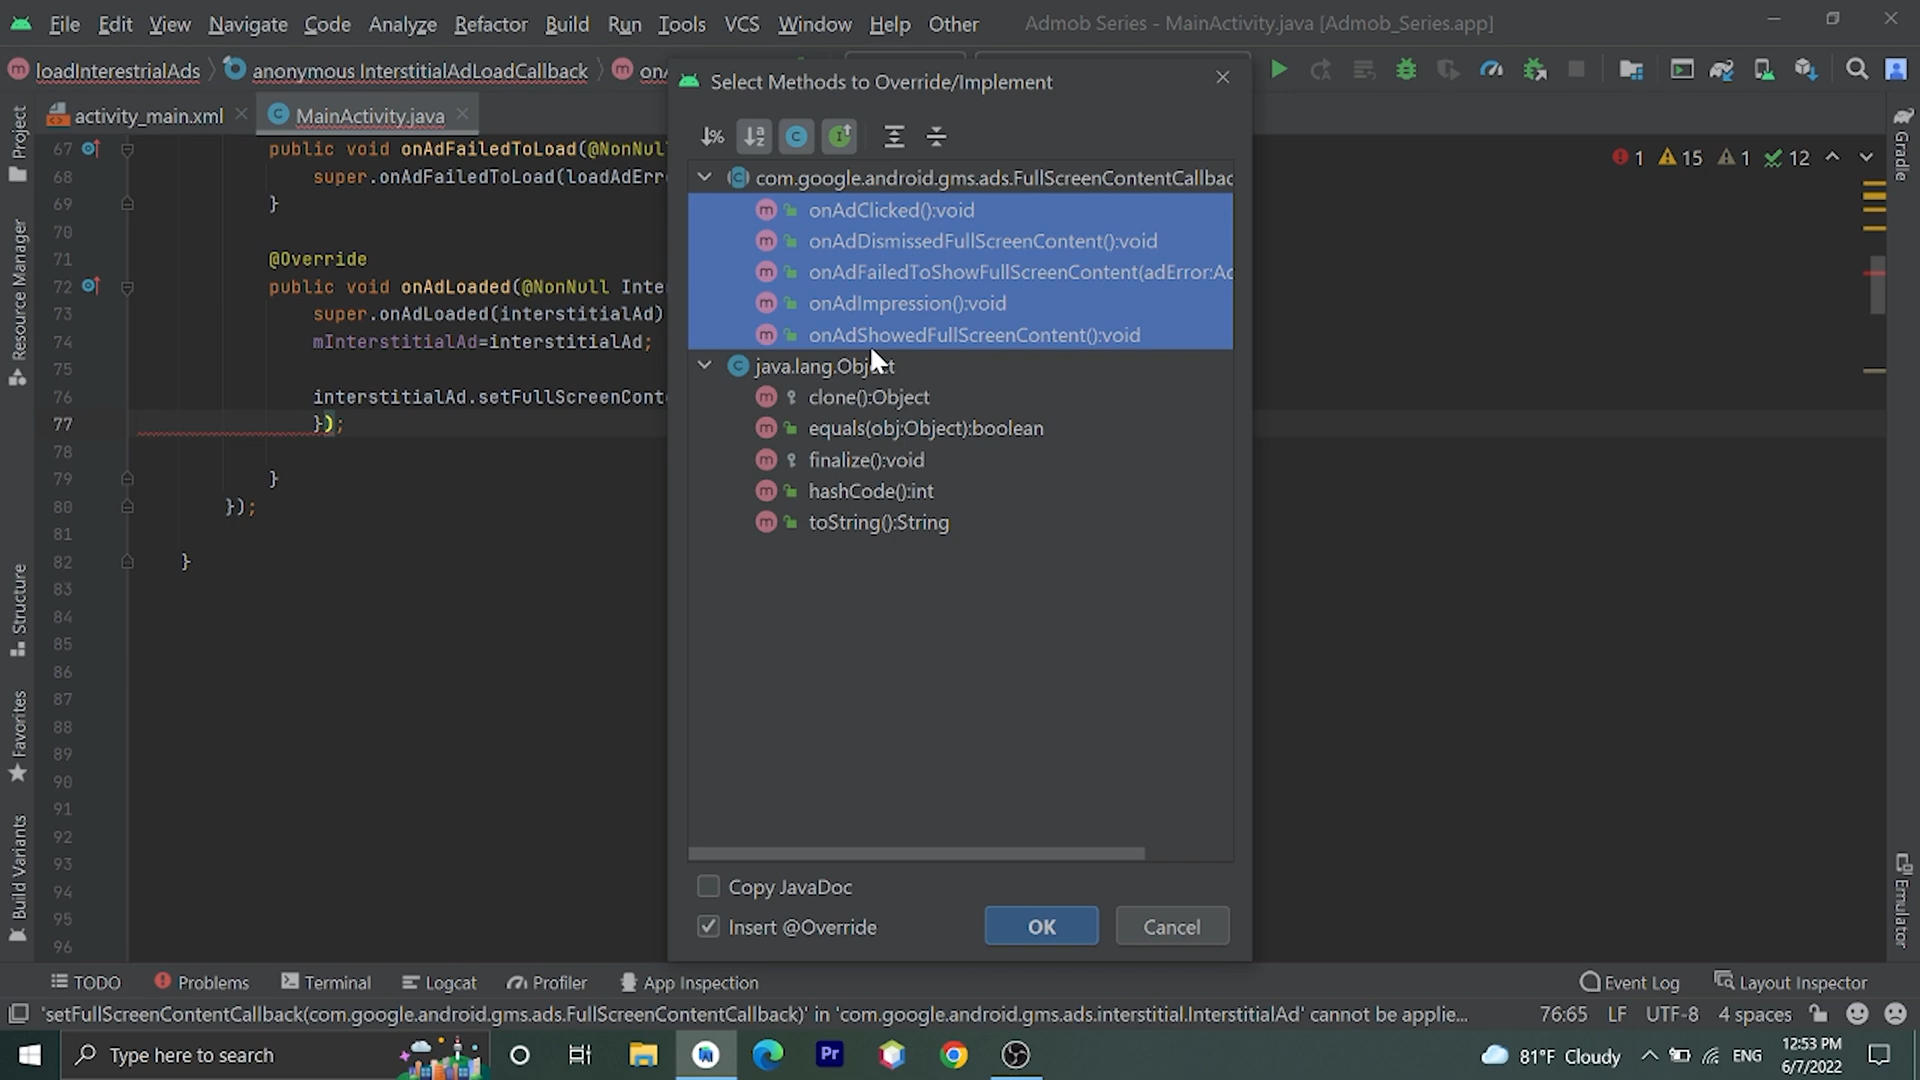 File Edit View Navigate Code Analyze Refactor Build Run Tools VCS Window Help Other Admob Series - MainActivity.java [Admob_Series.app]
loadInterestrialAds anonymous InterstitialAdLoadCallback
Select Methods to Override/Implement
activity_main.xml MainActivity.java
67 public void onAdFailedToLoad(@NonNul
68 super.onAdFailedToLoad(loadAdErr
69 }
70
71 @Override
72 public void onAdLoaded(@NonNull Inte
73 super.onAdLoaded(interstitialAd)
74 mInterstitialAd=interstitialAd;
75
76 interstitialAd.setFullScreenConte
77 });
78
79 }
80 });
81
82 }
83
84
85
86
87
88
89
90
91
92
93
94
95
96
1 15 1 12
com.google.android.gms.ads.FullScreenContentCallbac
onAdClicked():void
onAdDismissedFullScreenContent():void
onAdFailedToShowFullScreenContent(adError:Ac
onAdImpression():void
onAdShowedFullScreenContent():void
java.lang.Object
clone():Object
equals(obj:Object):boolean
finalize():void
hashCode():int
toString():String
Copy JavaDoc
Insert @Override
OK Cancel
Project
Resource Manager
Structure
Favorites
Build Variants
Gradle
Emulator
TODO Problems Terminal Logcat Profiler App Inspection Event Log Layout Inspector
'setFullScreenContentCallback(com.google.android.gms.ads.FullScreenContentCallback)' in 'com.google.android.gms.ads.interstitial.InterstitialAd' cannot be applie... 76:65 LF UTF-8 4 spaces
Type here to search Pr 81°F Cloudy ENG 12:53 PM
6/7/2022